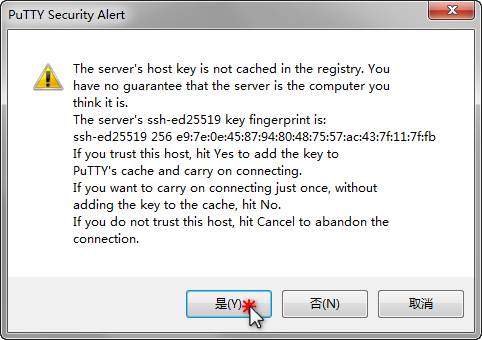 PuTTY Security Alert
The server's host key is not cached in the registry. You
have no guarantee that the server is the computer you
think it is.
The server's ssh-ed25519 key fingerprint is:
ssh-ed25519 256 e9:7e:0e:45:87:94:80:48:75:57:ac:43:7f:11:7f:fb
If you trust this host, hit Yes to add the key to
PuTTY's cache and carry on connecting.
If you want to carry on connecting just once, without
adding the key to the cache, hit No.
If you do not trust this host, hit Cancel to abandon the
connection.
是(Y) 否(N) 取消